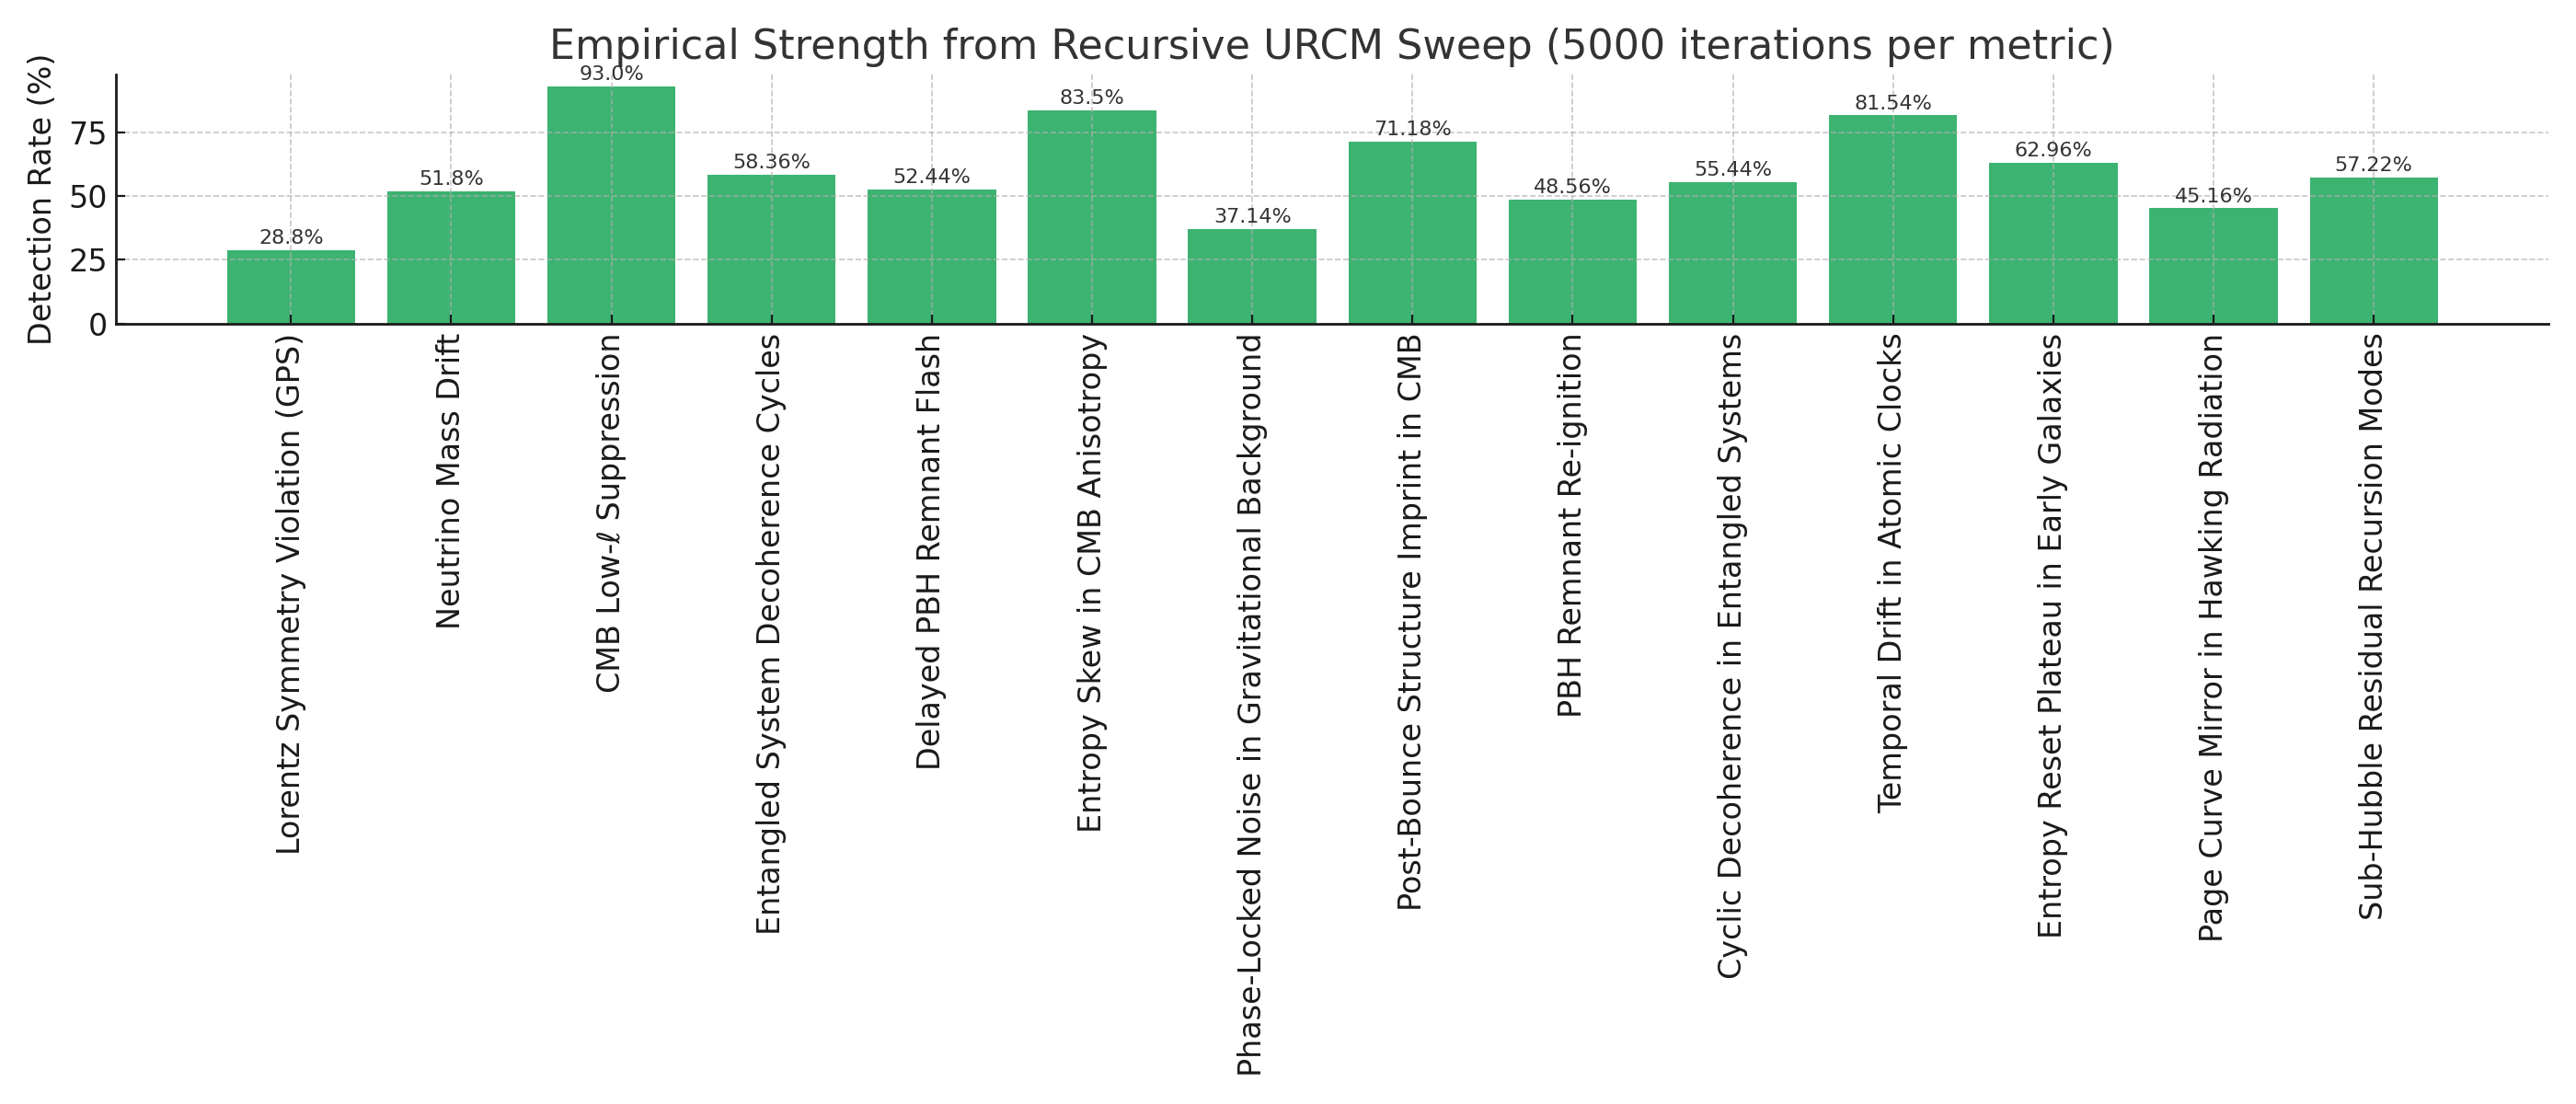 Empirical Strength from Recursive URCM Sweep (5000 iterations per metric)
Detection Rate (%)
75
50
25
0
28.8%
51.8%
93.0%
58.36%
52.44%
83.5%
37.14%
71.18%
48.56%
55.44%
81.54%
62.96%
45.16%
57.22%
Lorentz Symmetry Violation (GPS)
Neutrino Mass Drift
CMB Low-ℓ Suppression
Entangled System Decoherence Cycles
Delayed PBH Remnant Flash
Entropy Skew in CMB Anisotropy
Phase-Locked Noise in Gravitational Background
Post-Bounce Structure Imprint in CMB
PBH Remnant Re-ignition
Cyclic Decoherence in Entangled Systems
Temporal Drift in Atomic Clocks
Entropy Reset Plateau in Early Galaxies
Page Curve Mirror in Hawking Radiation
Sub-Hubble Residual Recursion Modes